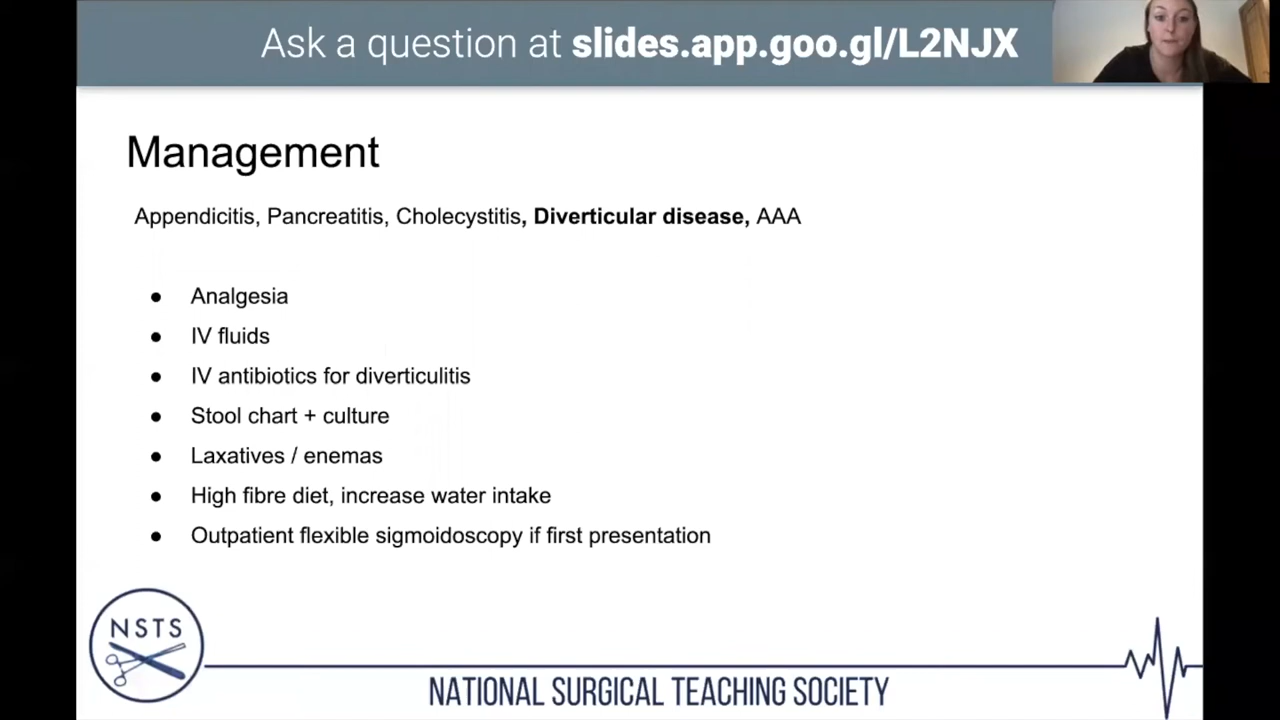 Ask a question at slides.app.goo.gl/L2NJX
Management
Appendicitis, Pancreatitis, Cholecystitis, Diverticular disease, AAA
● Analgesia
● IV fluids
● IV antibiotics for diverticulitis
● Stool chart + culture
● Laxatives / enemas
● High fibre diet, increase water intake
● Outpatient flexible sigmoidoscopy if first presentation
NSTS
NATIONAL SURGICAL TEACHING SOCIETY